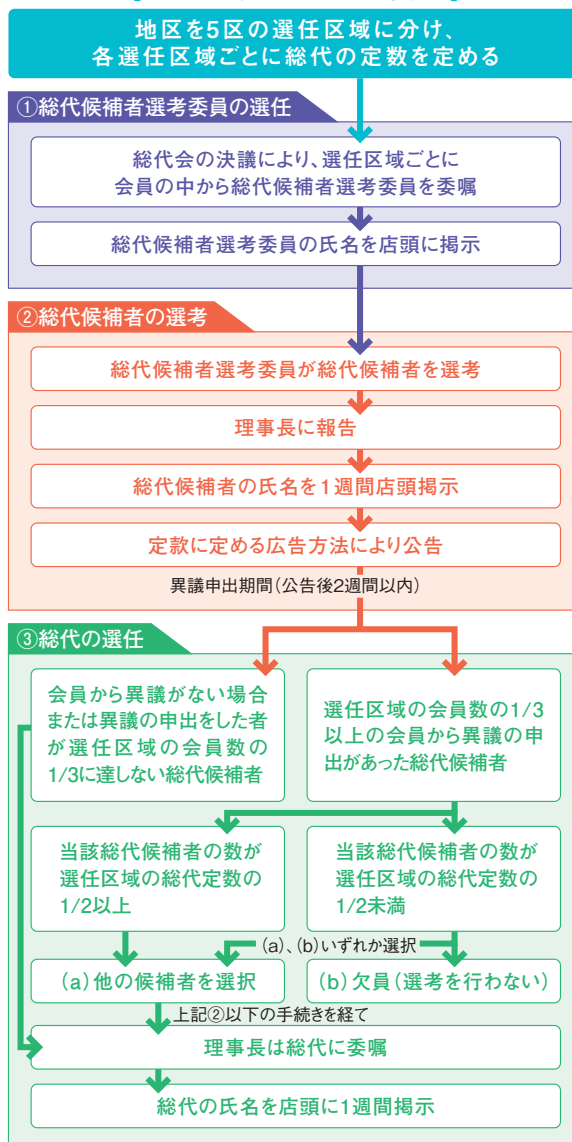 地区を5区の選任区域に分け、
各選任区域ごとに総代の定数を定める
①総代候補者選考委員の選任
総代会の決議により、選任区域ごとに
会員の中から総代候補者選考委員を委嘱
総代候補者選考委員の氏名を店頭に掲示
②総代候補者の選考
総代候補者選考委員が総代候補者を選考
理事長に報告
総代候補者の氏名を1週間店頭掲示
定款に定める広告方法により公告
異議申出期間(公告後2週間以内)
③総代の選任
会員から異議がない場合
または異議の申出をした者
が選任区域の会員数の
1/3に達しない総代候補者
選任区域の会員数の1/3
以上の会員から異議の申
出があった総代候補者
当該総代候補者の数が
選任区域の総代定数の
1/2以上
当該総代候補者の数が
選任区域の総代定数の
1/2未満
(a)、(b)いずれか選択
(a)他の候補者を選択
(b)欠員(選考を行わない)
上記②以下の手続きを経て
理事長は総代に委嘱
総代の氏名を店頭に1週間掲示